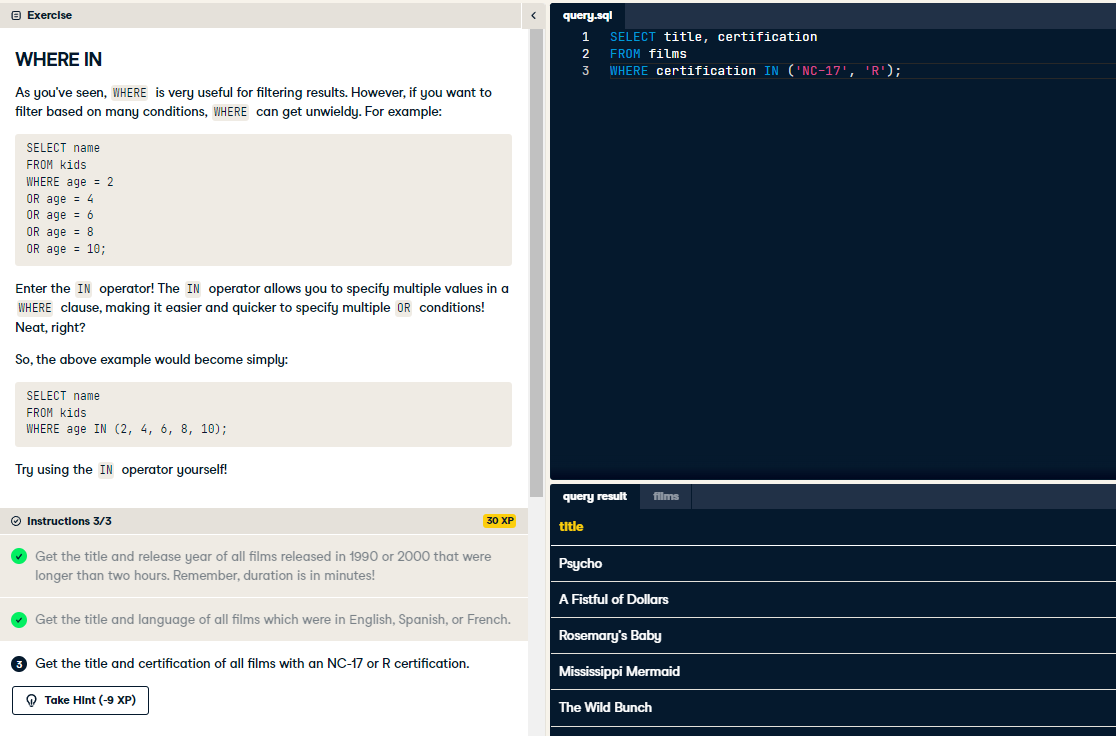 Exercise
WHERE IN
As you've seen, WHERE is very useful for filtering results. However, if you want to
filter based on many conditions, WHERE can get unwieldy. For example:
SELECT name
FROM kids
WHERE age = 2
OR age = 4
OR age = 6
OR age = 8
OR age = 10;
Enter the IN operator! The IN operator allows you to specify multiple values in a
WHERE clause, making it easier and quicker to specify multiple OR conditions!
Neat, right?
So, the above example would become simply:
SELECT name
FROM kids
WHERE age IN (2, 4, 6, 8, 10);
Try using the IN operator yourself!
Instructions 3/3
30 XP
Get the title and release year of all films released in 1990 or 2000 that were
longer than two hours. Remember, duration is in minutes!
Get the title and language of all films which were in English, Spanish, or French.
3 Get the title and certification of all films with an NC-17 or R certification.
Take Hint (-9 XP)
query.sql
1 SELECT title, certification
2 FROM films
3 WHERE certification IN ('NC-17', 'R');
query result films
title
Psycho
A Fistful of Dollars
Rosemary's Baby
Mississippi Mermaid
The Wild Bunch